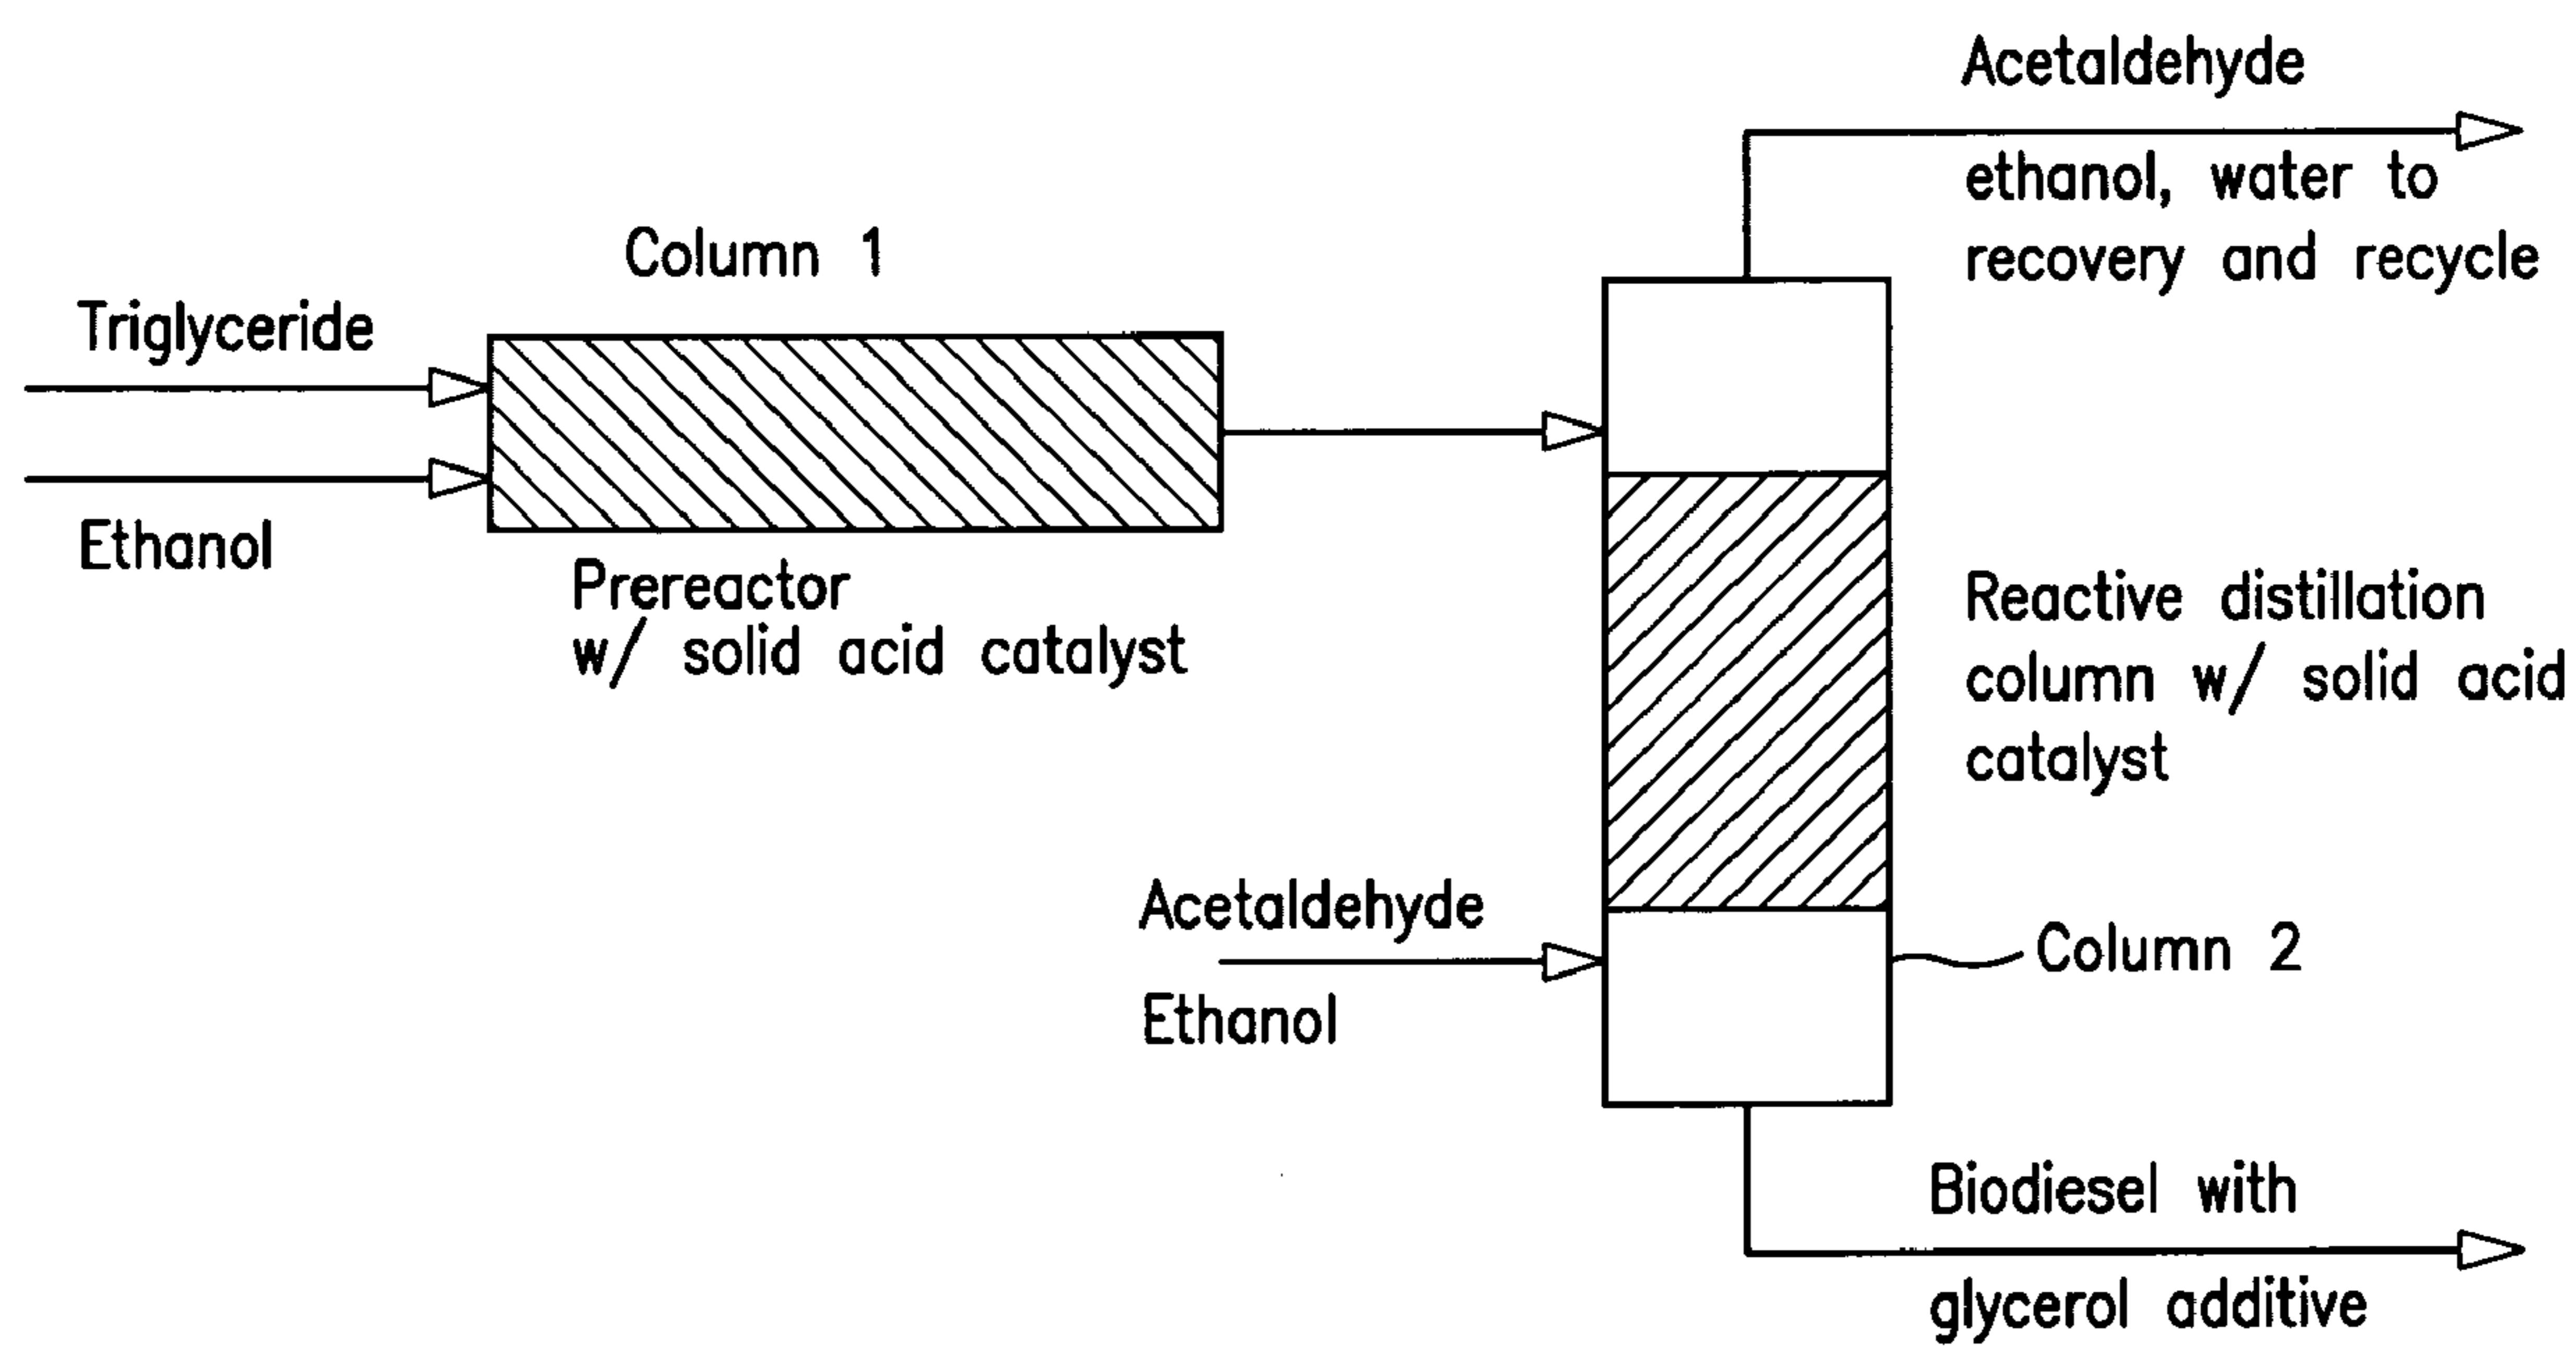 Acetaldehyde
ethanol, water to
recovery and recycle
Column 1
Triglyceride
Ethanol
Prereactor
w/ solid acid catalyst
Reactive distillation
column w/ solid acid
catalyst
Acetaldehyde
Ethanol
Column 2
Biodiesel with
glycerol additive